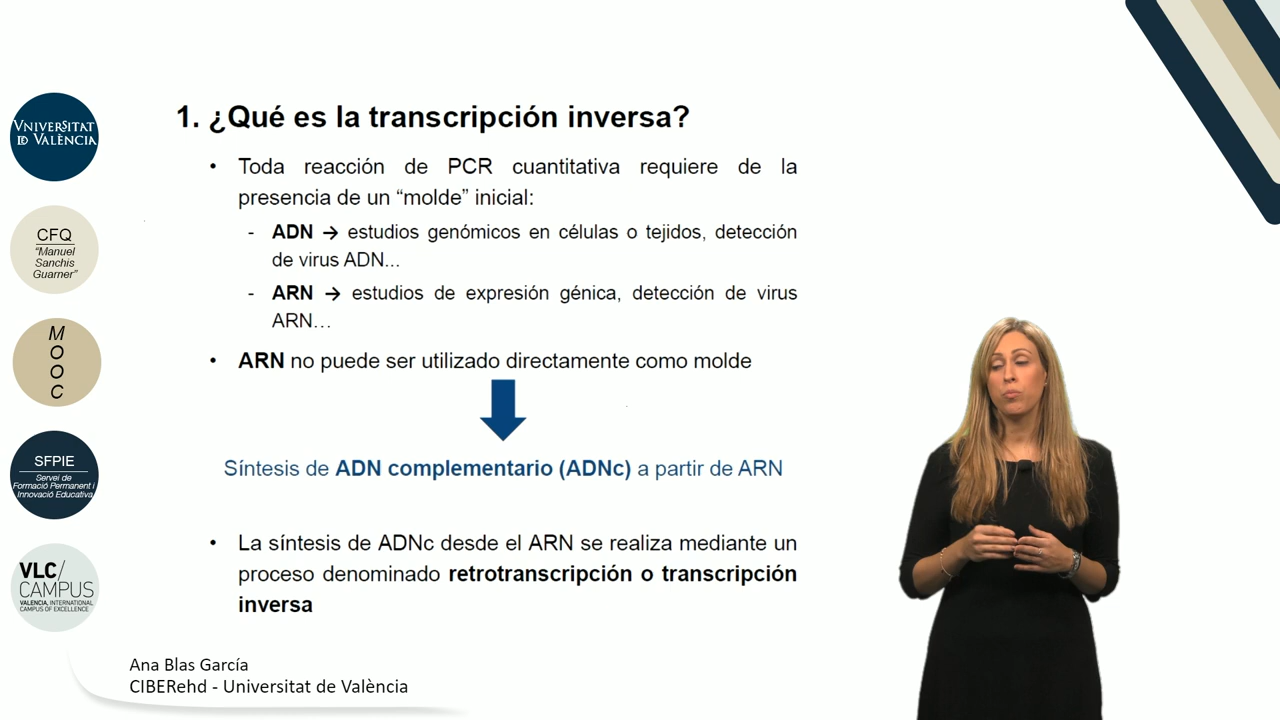 1. ¿Qué es la transcripción inversa?
• Toda reacción de PCR cuantitativa requiere de la
presencia de un “molde” inicial:
- ADN → estudios genómicos en células o tejidos, detección
de virus ADN...
- ARN → estudios de expresión génica, detección de virus
ARN…
• ARN no puede ser utilizado directamente como molde
Síntesis de ADN complementario (ADNc) a partir de ARN
• La síntesis de ADNc desde el ARN se realiza mediante un
proceso denominado retrotranscripción o transcripción
inversa
VNIVERSITAT
ID VALÈNCIA
CFQ
“Manuel
Sanchis
Guarner”
M
O
O
C
SFPIE
Servei de
Formació Permanent i
Innovació Educativa
VLC/
CAMPUS
VALENCIA, INTERNATIONAL
CAMPUS OF EXCELLENCE
Ana Blas García
CIBERehd - Universitat de València